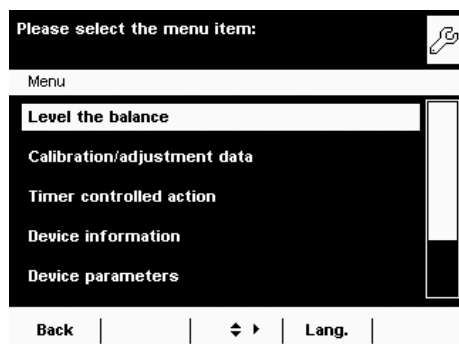 Please select the menu item:
Menu
Level the balance
Calibration/adjustment data
Timer controlled action
Device information
Device parameters
Back Lang.